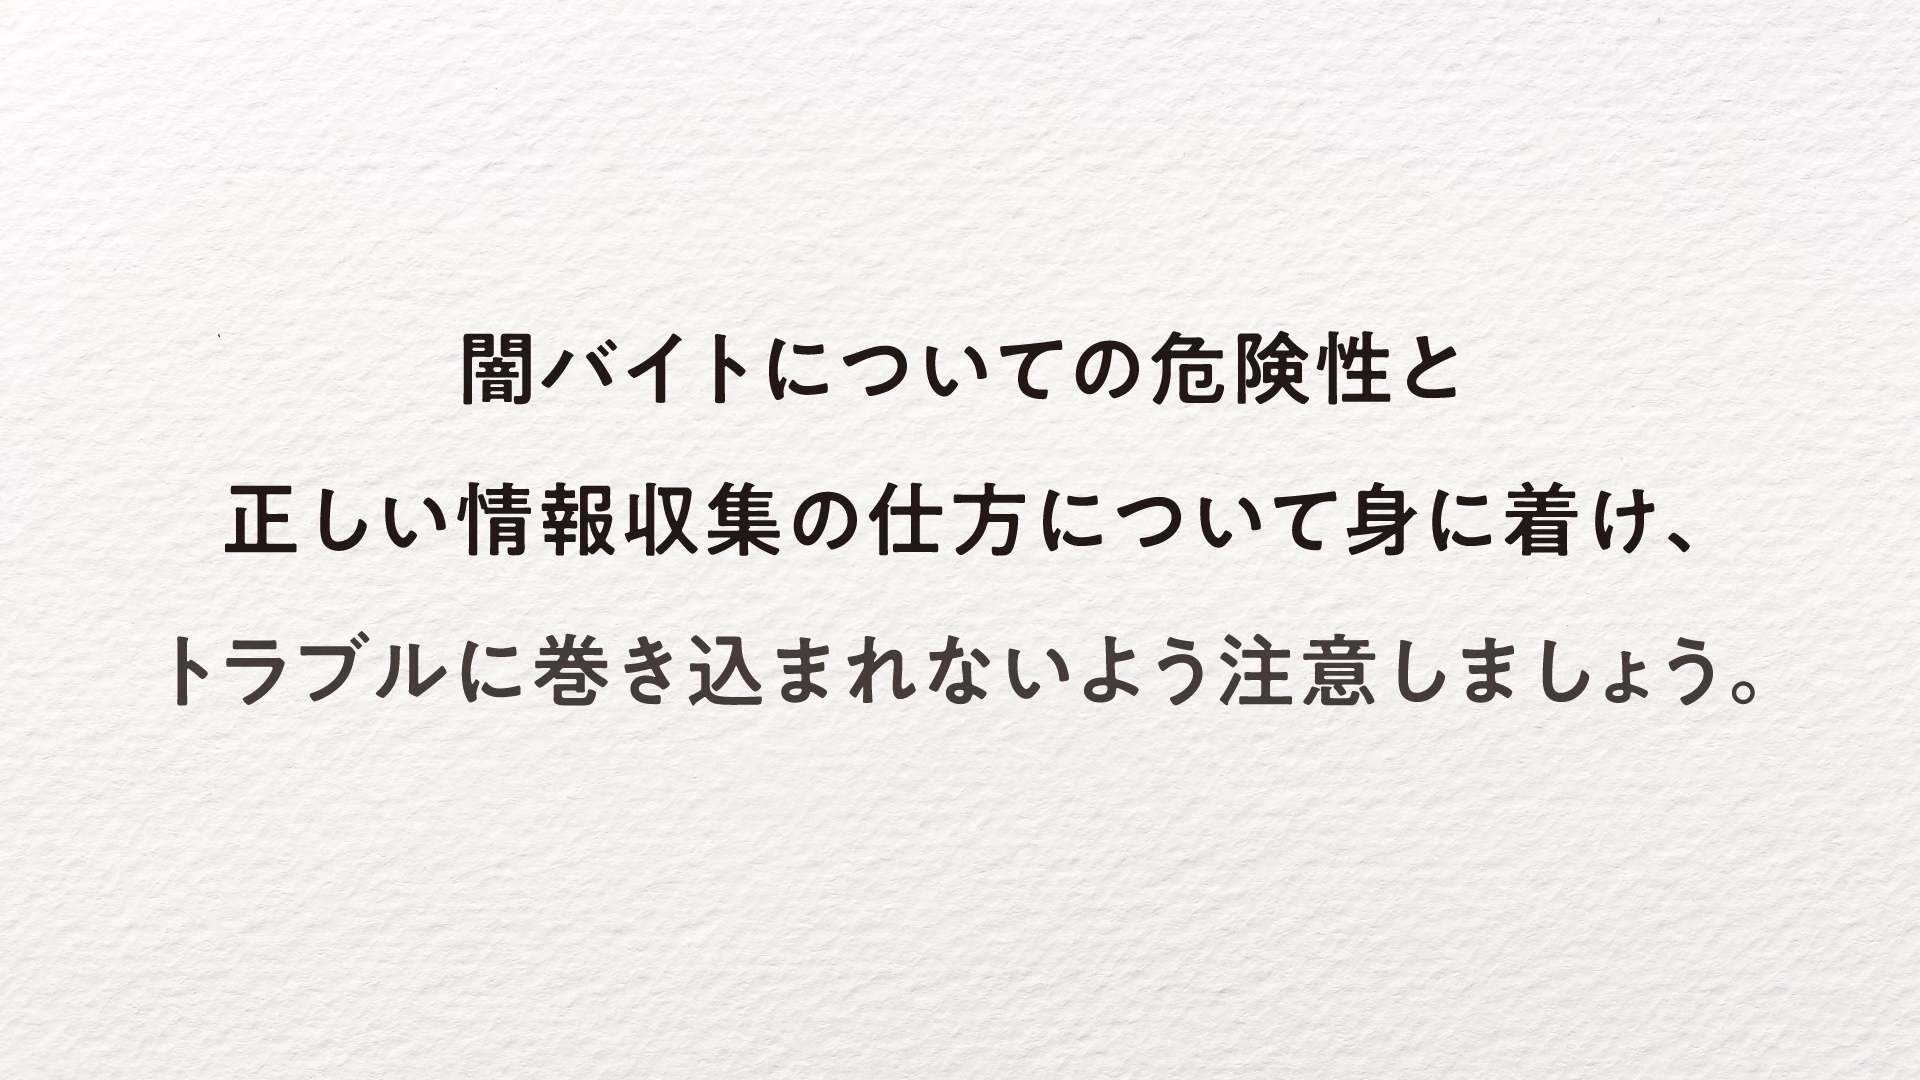 闇バイトについての危険性と
正しい情報収集の仕方について身に着け、
トラブルに巻き込まれないよう注意しましょう。